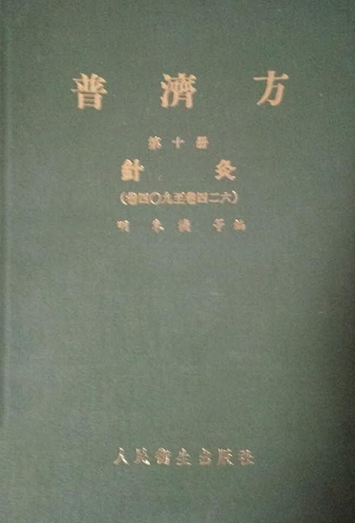 普濟方
第十册
針灸
(卷四〇九至卷四二六)
明 朱橚 等編
人民衛生出版社